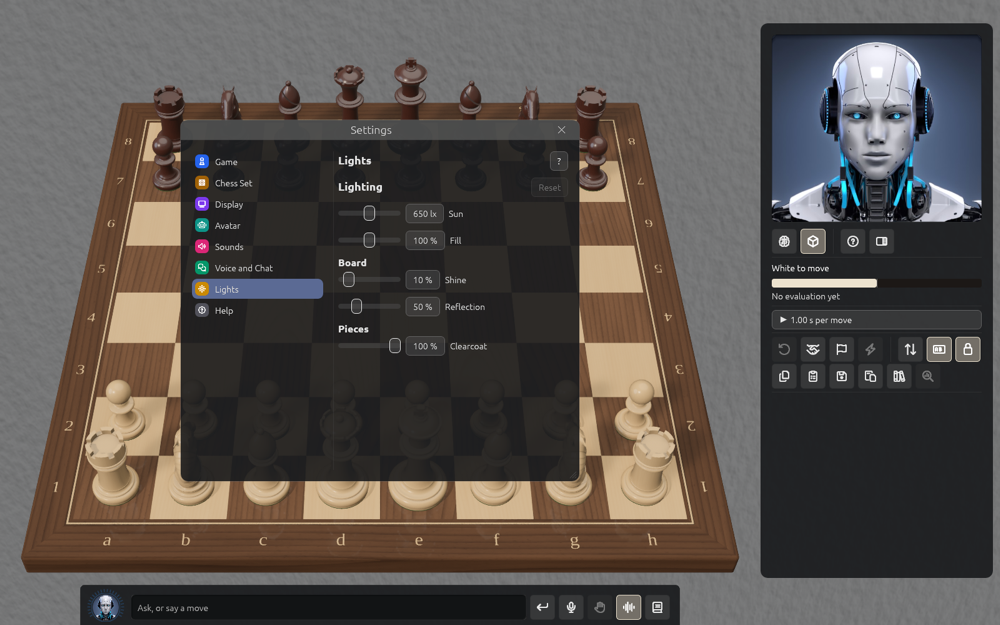 Settings
Game
Chess Set
Display
Avatar
Sounds
Voice and Chat
Lights
Help
Lights
?
Lighting
Reset
650 lx Sun
100 % Fill
Board
10 % Shine
50 % Reflection
Pieces
100 % Clearcoat
8 8
7 7
6 6
5 5
4 4
3 3
2 2
1 1
a b c d e f g h
White to move
No evaluation yet
1.00 s per move
Ask, or say a move